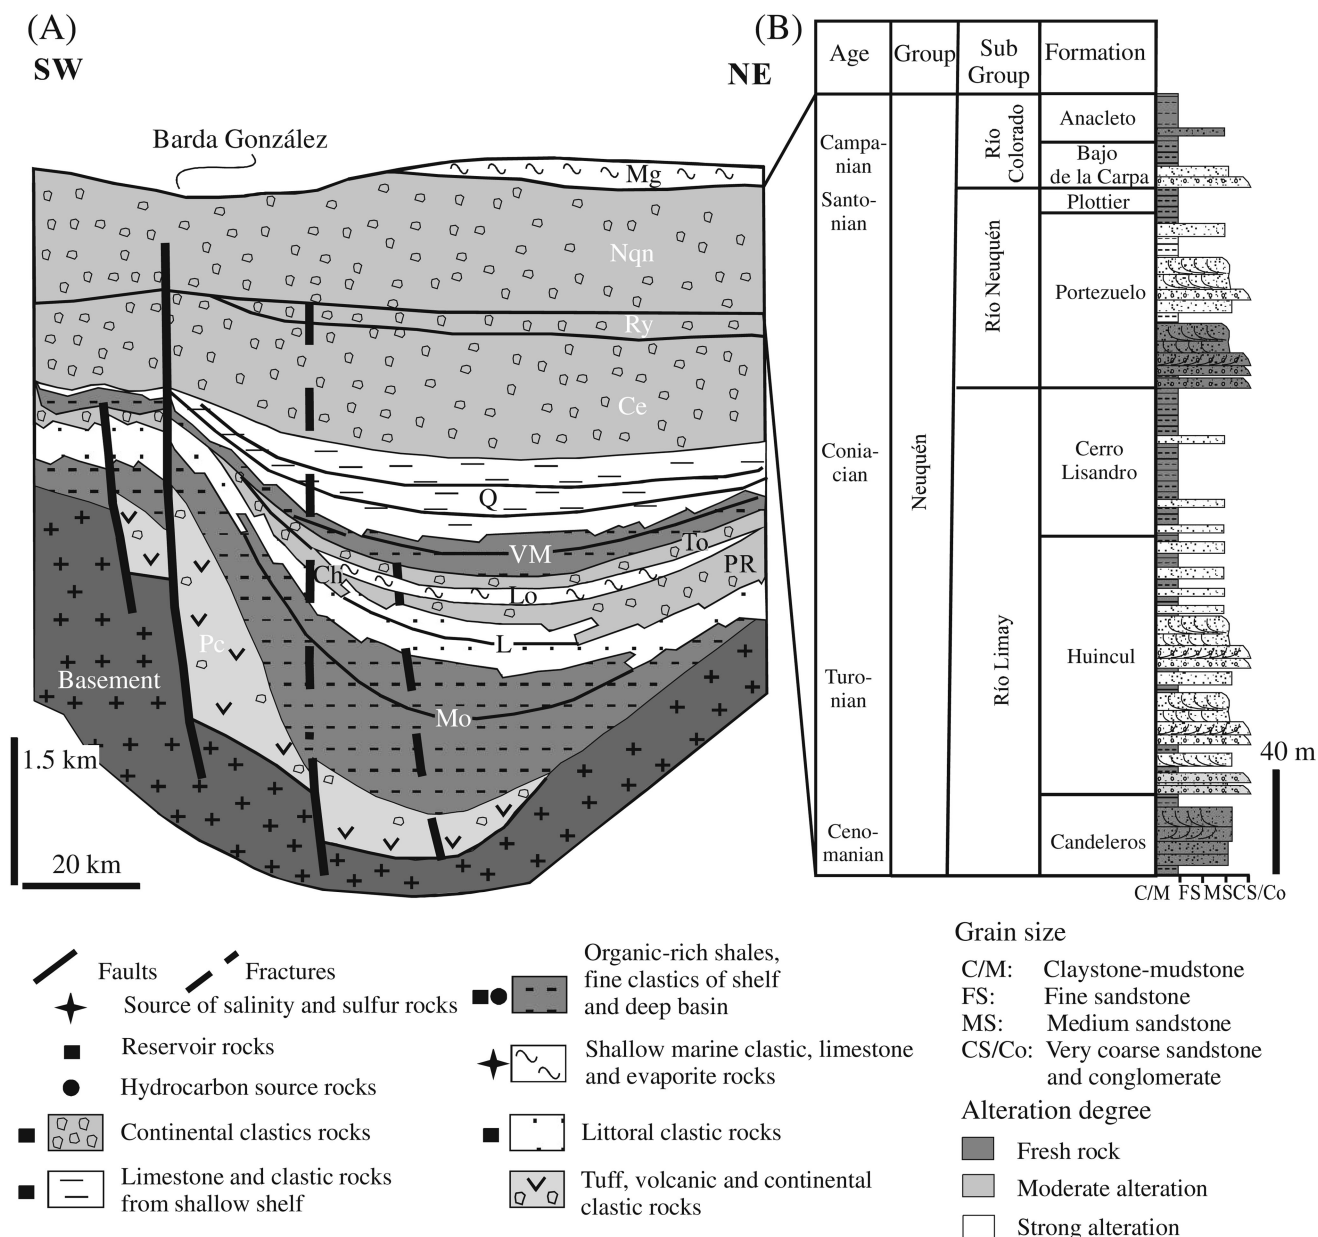 (A)
SW
NE
Barda González
Mg
Nqn
Ry
Ce
Q
VM
To
PR
Ch
Lo
L
Pc
Basement
Mo
1.5 km
20 km
(B)
Age
Group
Sub
Group
Formation
Campa-
nian
Santo-
nian
Conia-
cian
Turo-
nian
Ceno-
manian
Neuquén
Río
Colorado
Río Neuquén
Río Limay
Anacleto
Bajo
de la Carpa
Plottier
Portezuelo
Cerro
Lisandro
Huincul
Candeleros
40 m
C/M FS MS CS/Co
Faults
Fractures
Source of salinity and sulfur rocks
Reservoir rocks
Hydrocarbon source rocks
Continental clastics rocks
Limestone and clastic rocks
from shallow shelf
Organic-rich shales,
fine clastics of shelf
and deep basin
Shallow marine clastic, limestone
and evaporite rocks
Littoral clastic rocks
Tuff, volcanic and continental
clastic rocks
Grain size
C/M: Claystone-mudstone
FS: Fine sandstone
MS: Medium sandstone
CS/Co: Very coarse sandstone
and conglomerate
Alteration degree
Fresh rock
Moderate alteration
Strong alteration